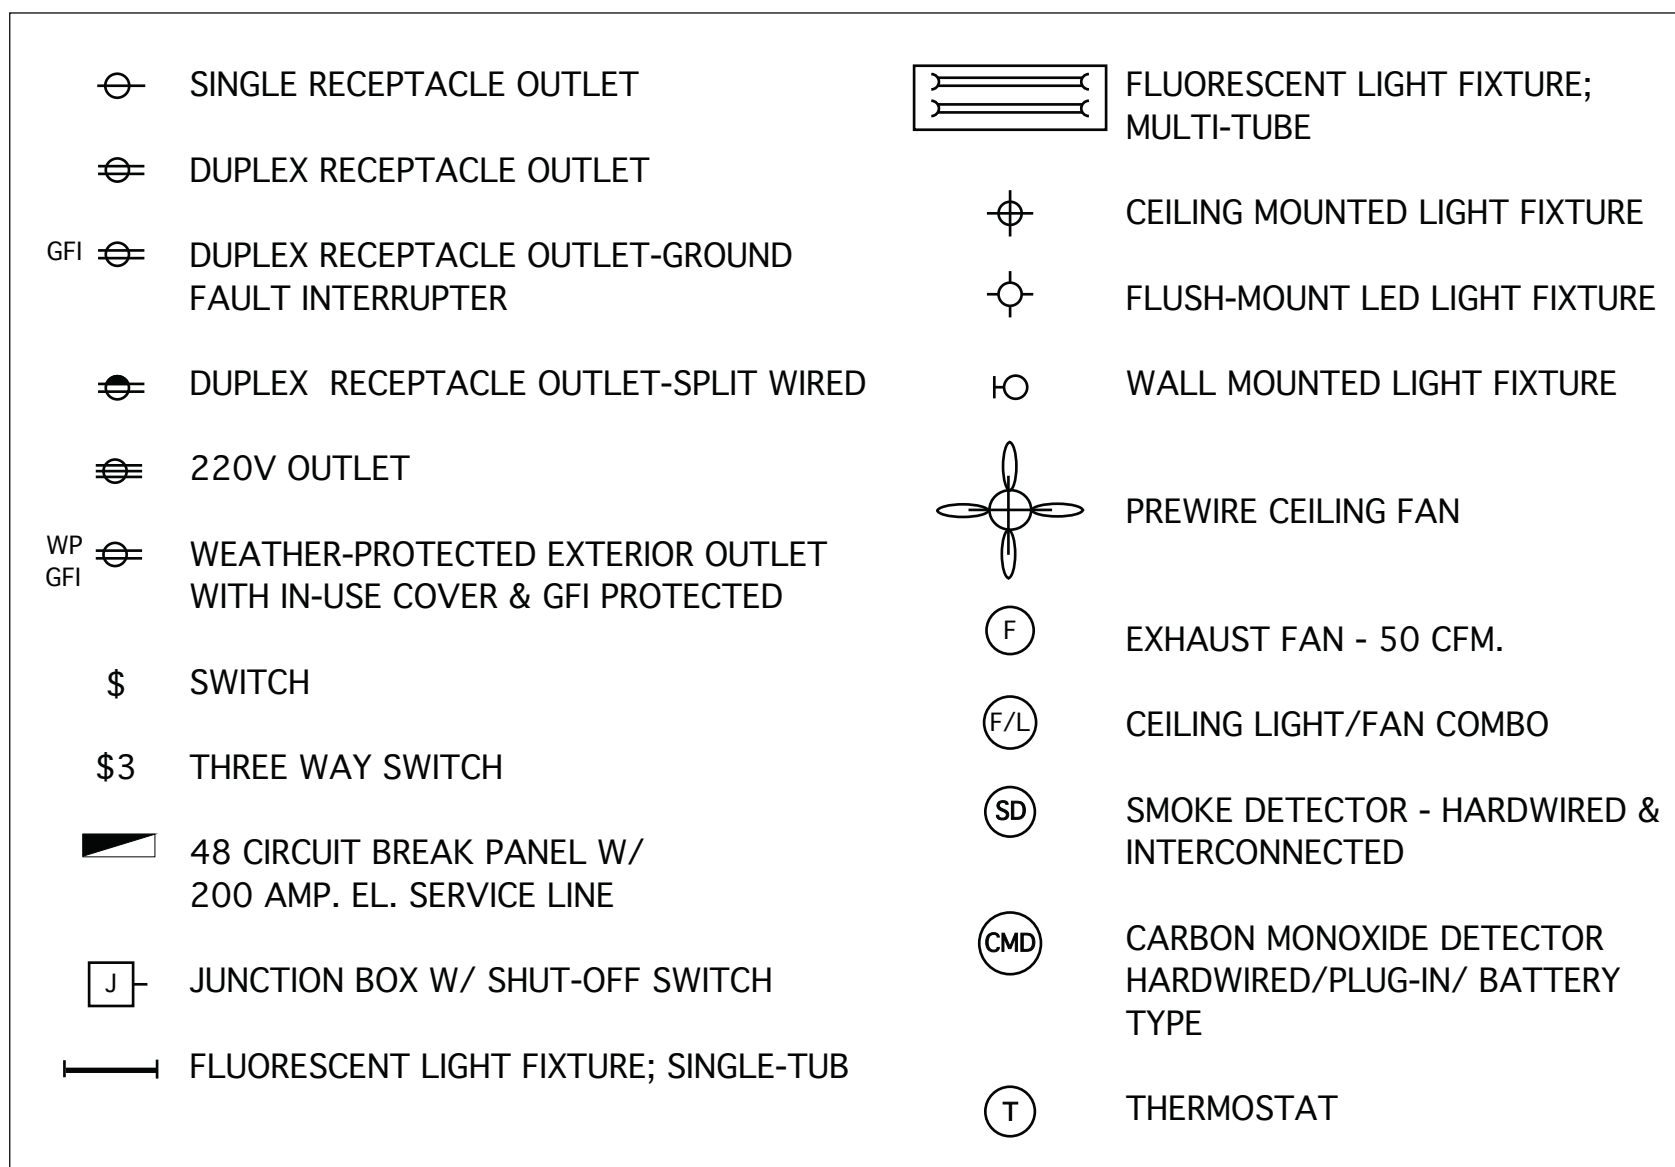 SINGLE RECEPTACLE OUTLET
DUPLEX RECEPTACLE OUTLET
GFI DUPLEX RECEPTACLE OUTLET-GROUND
FAULT INTERRUPTER
DUPLEX RECEPTACLE OUTLET-SPLIT WIRED
220V OUTLET
WP WEATHER-PROTECTED EXTERIOR OUTLET
GFI WITH IN-USE COVER & GFI PROTECTED
$ SWITCH
$3 THREE WAY SWITCH
48 CIRCUIT BREAK PANEL W/
200 AMP. EL. SERVICE LINE
J JUNCTION BOX W/ SHUT-OFF SWITCH
FLUORESCENT LIGHT FIXTURE; SINGLE-TUB
FLUORESCENT LIGHT FIXTURE;
MULTI-TUBE
CEILING MOUNTED LIGHT FIXTURE
FLUSH-MOUNT LED LIGHT FIXTURE
WALL MOUNTED LIGHT FIXTURE
PREWIRE CEILING FAN
F EXHAUST FAN - 50 CFM.
F/L CEILING LIGHT/FAN COMBO
SD SMOKE DETECTOR - HARDWIRED &
INTERCONNECTED
CMD CARBON MONOXIDE DETECTOR
HARDWIRED/PLUG-IN/ BATTERY
TYPE
T THERMOSTAT